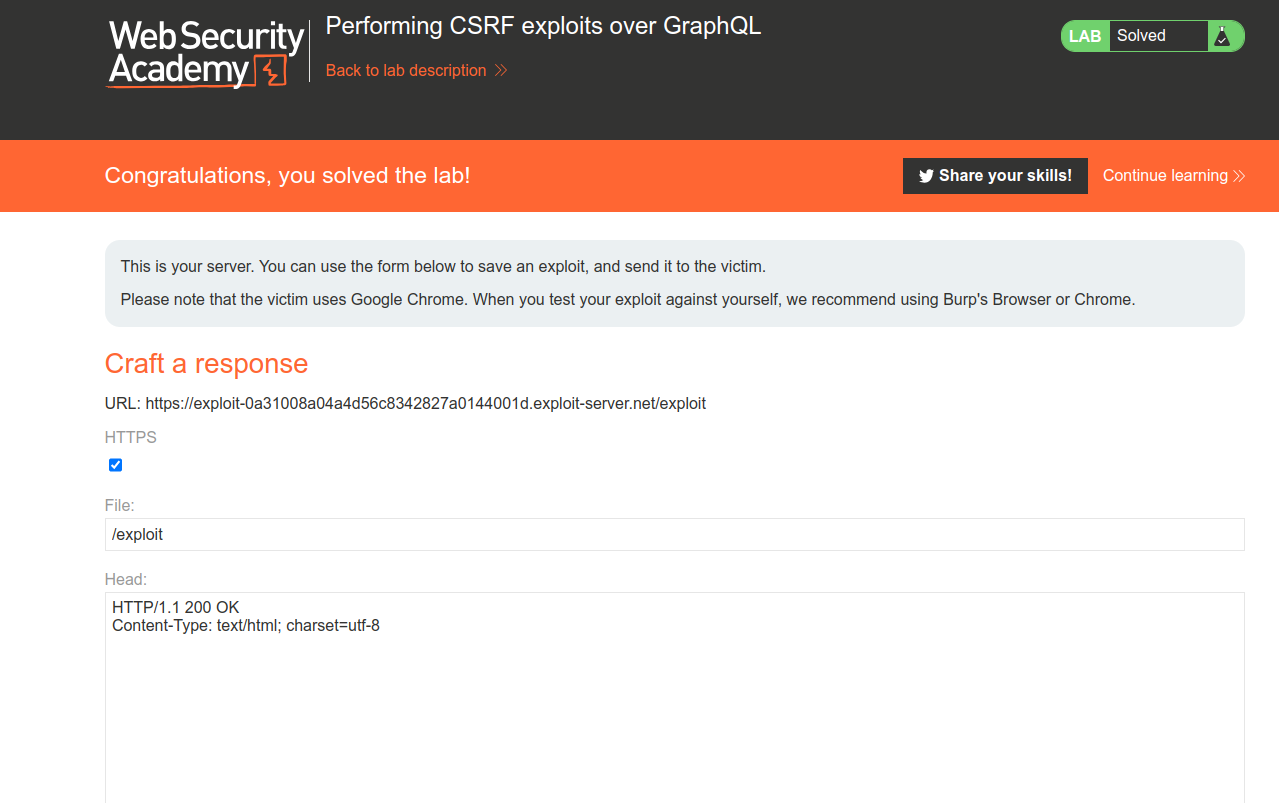 Web Security
Academy
Performing CSRF exploits over GraphQL
Back to lab description
LAB Solved
Congratulations, you solved the lab!
Share your skills!
Continue learning
This is your server. You can use the form below to save an exploit, and send it to the victim.
Please note that the victim uses Google Chrome. When you test your exploit against yourself, we recommend using Burp's Browser or Chrome.
Craft a response
URL: https://exploit-0a31008a04a4d56c8342827a0144001d.exploit-server.net/exploit
HTTPS
File:
/exploit
Head:
HTTP/1.1 200 OK
Content-Type: text/html; charset=utf-8